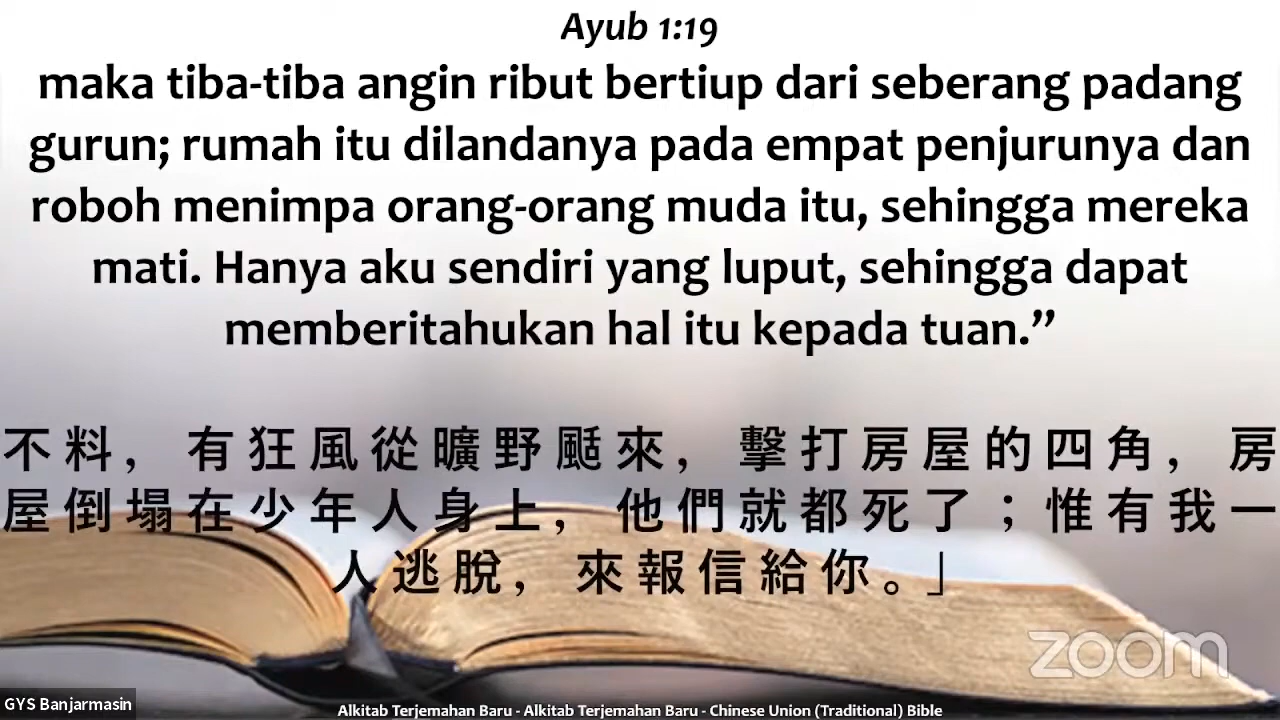 Ayub 1:19
maka tiba-tiba angin ribut bertiup dari seberang padang
gurun; rumah itu dilandanya pada empat penjurunya dan
roboh menimpa orang-orang muda itu, sehingga mereka
mati. Hanya aku sendiri yang luput, sehingga dapat
memberitahukan hal itu kepada tuan.”
不料，有狂風從曠野颳來，擊打房屋的四角，房
屋倒塌在少年人身上，他們就都死了；惟有我一
人逃脫，來報信給你。」
zoom
GYS Banjarmasin
Alkitab Terjemahan Baru - Alkitab Terjemahan Baru - Chinese Union (Traditional) Bible